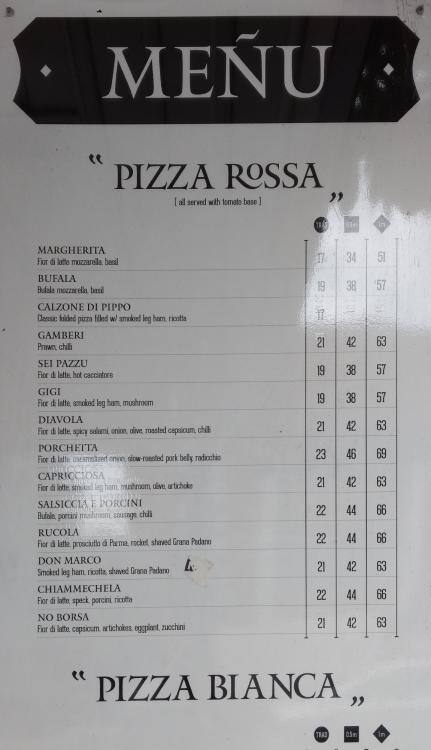 MEÑU
“ PIZZA ROSSA „
[ all served with tomato base ]
TRAD 0.5m 1m
MARGHERITA
Fior di latte mozzarella, basil 17 34 51
BUFALA
Bufala mozzarella, basil 19 38 57
CALZONE DI PIPPO
Classic folded pizza filled w/ smoked leg ham, ricotta 17
GAMBERI
Prawn, chilli 21 42 63
SEI PAZZU
Fior di latte, hot cacciatore 19 38 57
GIGI
Fior di latte, smoked leg ham, mushroom 19 38 57
DIAVOLA
Fior di latte, spicy salami, onion, olive, roasted capsicum, chilli 21 42 63
PORCHETTA
Fior di latte, caramelised onion, slow-roasted pork belly, radicchio 23 46 69
CAPRICCIOSA
Fior di latte, smoked leg ham, mushroom, olive, artichoke 21 42 63
SALSICCIA E PORCINI
Bufala, porcini mushroom, sausage, chilli 22 44 66
RUCOLA
Fior di latte, prosciutto di Parma, rocket, shaved Grana Padano 22 44 66
DON MARCO
Smoked leg ham, ricotta, shaved Grana Padano 21 42 63
CHIAMMECHELA
Fior di latte, speck, porcini, ricotta 22 44 66
NO BORSA
Fior di latte, capsicum, artichokes, eggplant, zucchini 21 42 63
“ PIZZA BIANCA „
TRAD 0.5m 1m